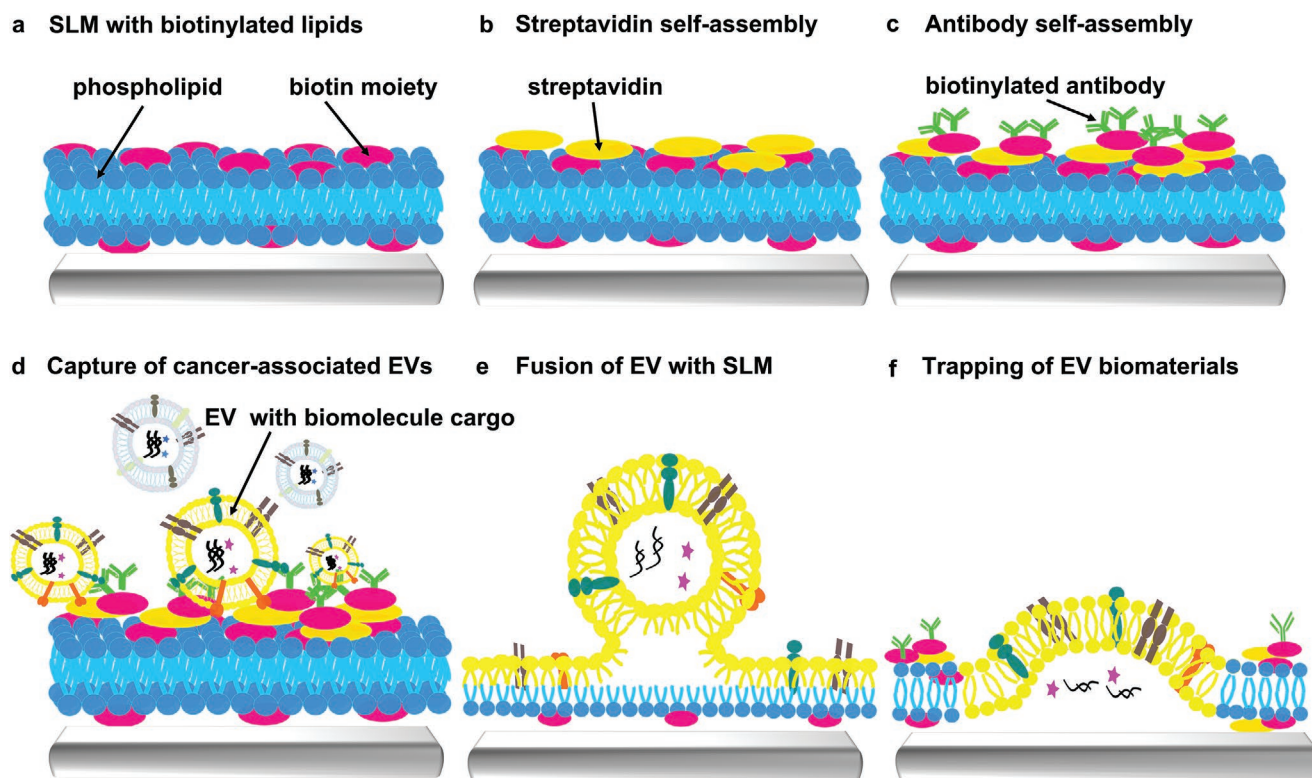 a SLM with biotinylated lipids
phospholipid
biotin moiety
b Streptavidin self-assembly
streptavidin
c Antibody self-assembly
biotinylated antibody
d Capture of cancer-associated EVs
EV with biomolecule cargo
e Fusion of EV with SLM
f Trapping of EV biomaterials